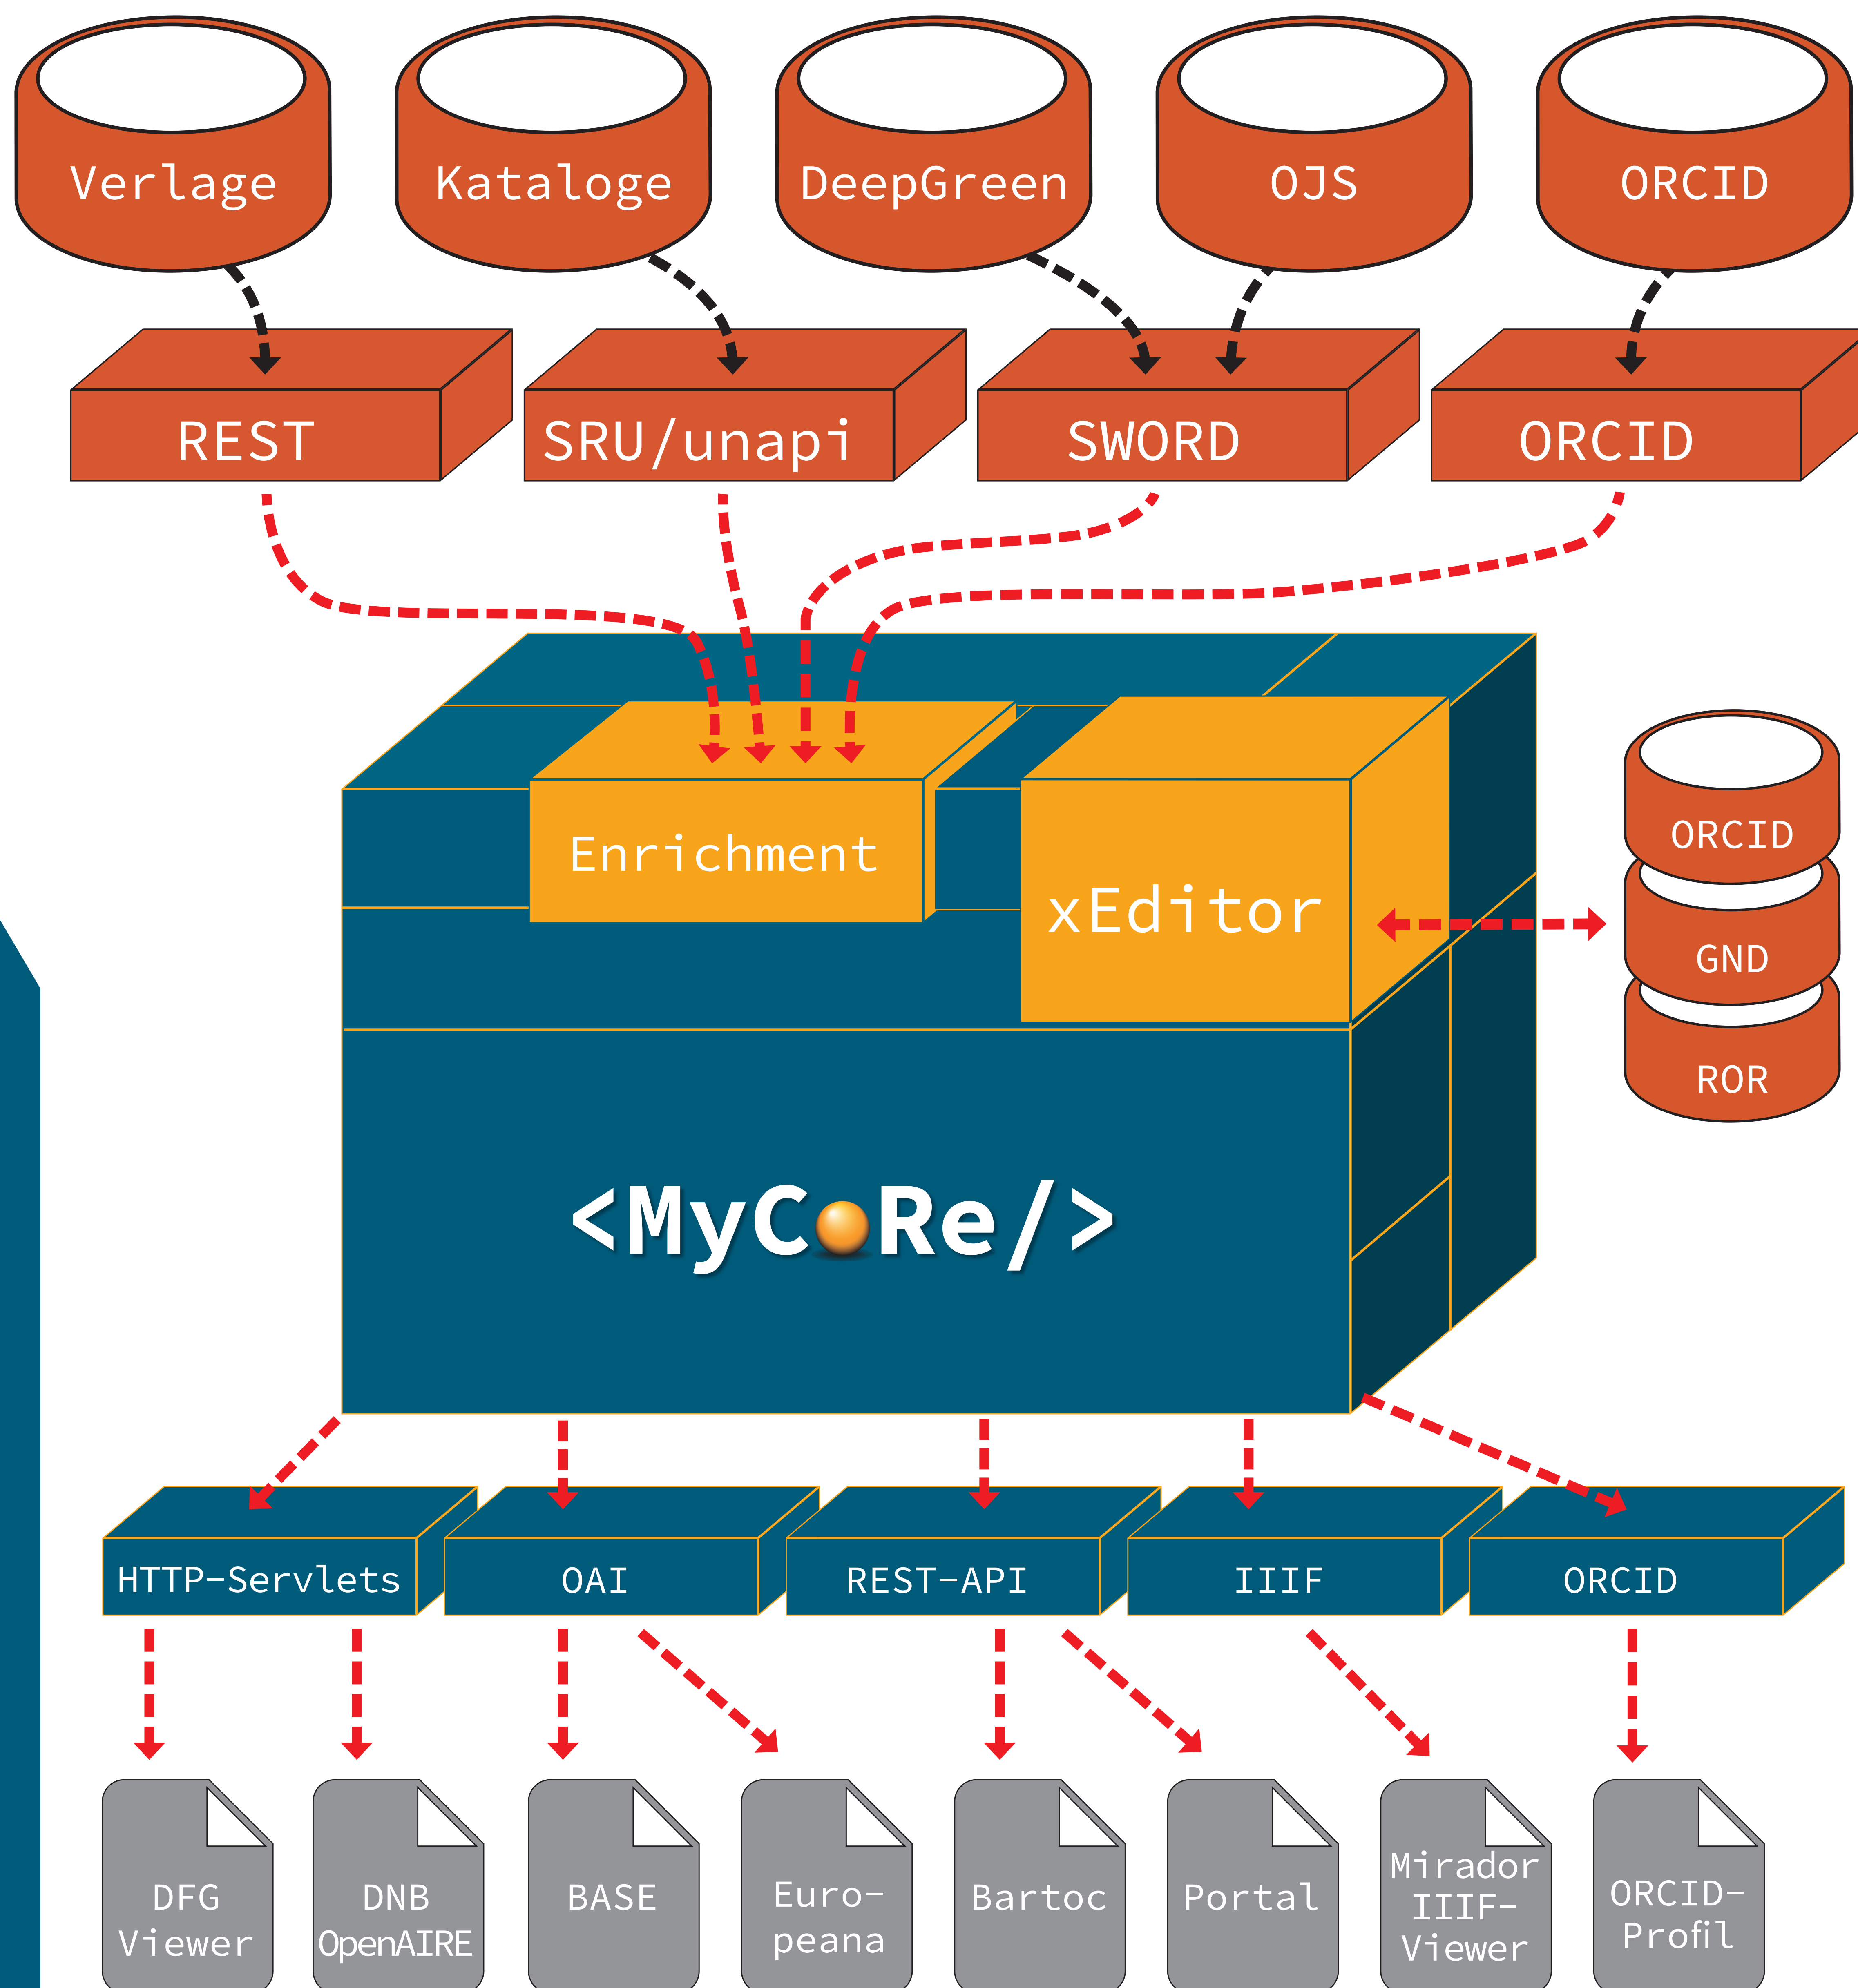 Verlage
Kataloge
DeepGreen
OJS
ORCID
REST
SRU/unapi
SWORD
ORCID
Enrichment
xEditor
ORCID
GND
ROR
<MyCoRe/>
HTTP-Servlets
OAI
REST-API
IIIF
ORCID
DFG
Viewer
DNB
OpenAIRE
BASE
Euro-
peana
Bartoc
Portal
Mirador
IIIF-
Viewer
ORCID-
Profil